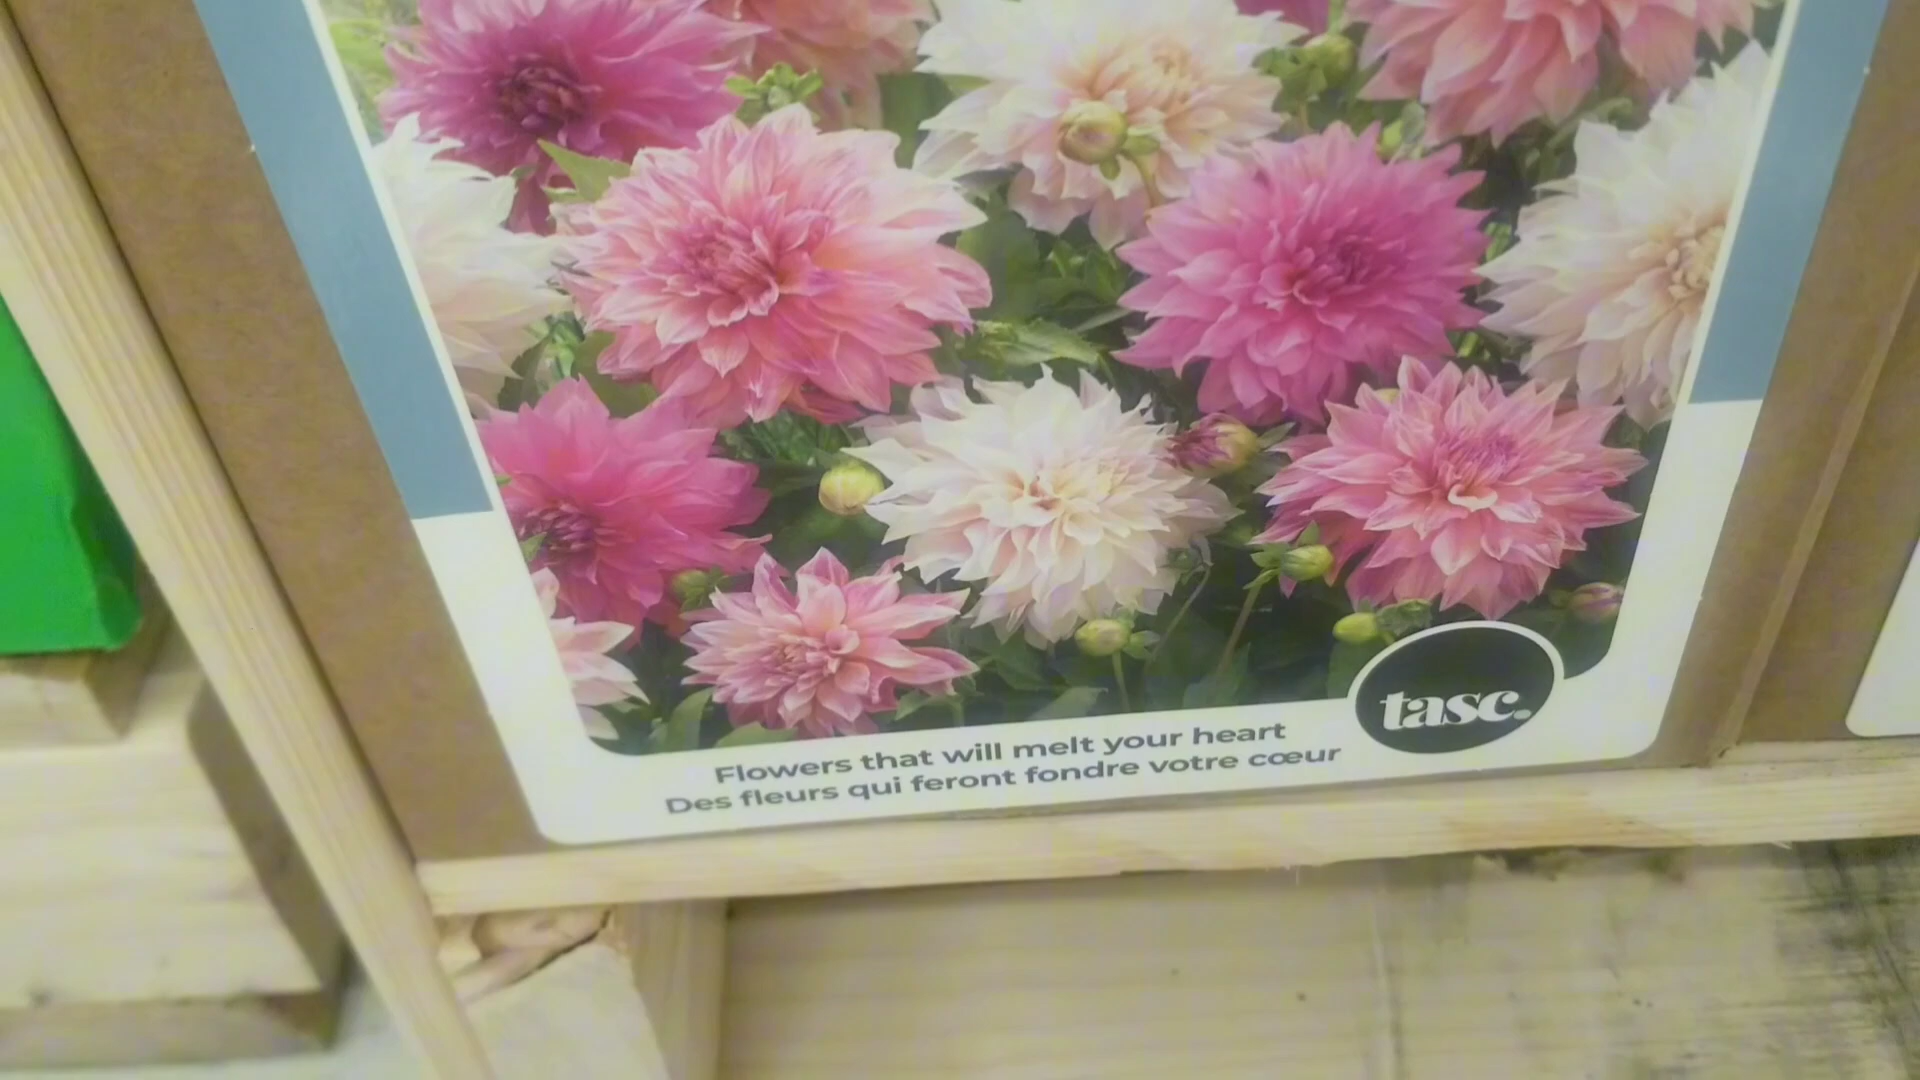 Flowers that will melt your heart
Des fleurs qui feront fondre votre cœur
tasc.